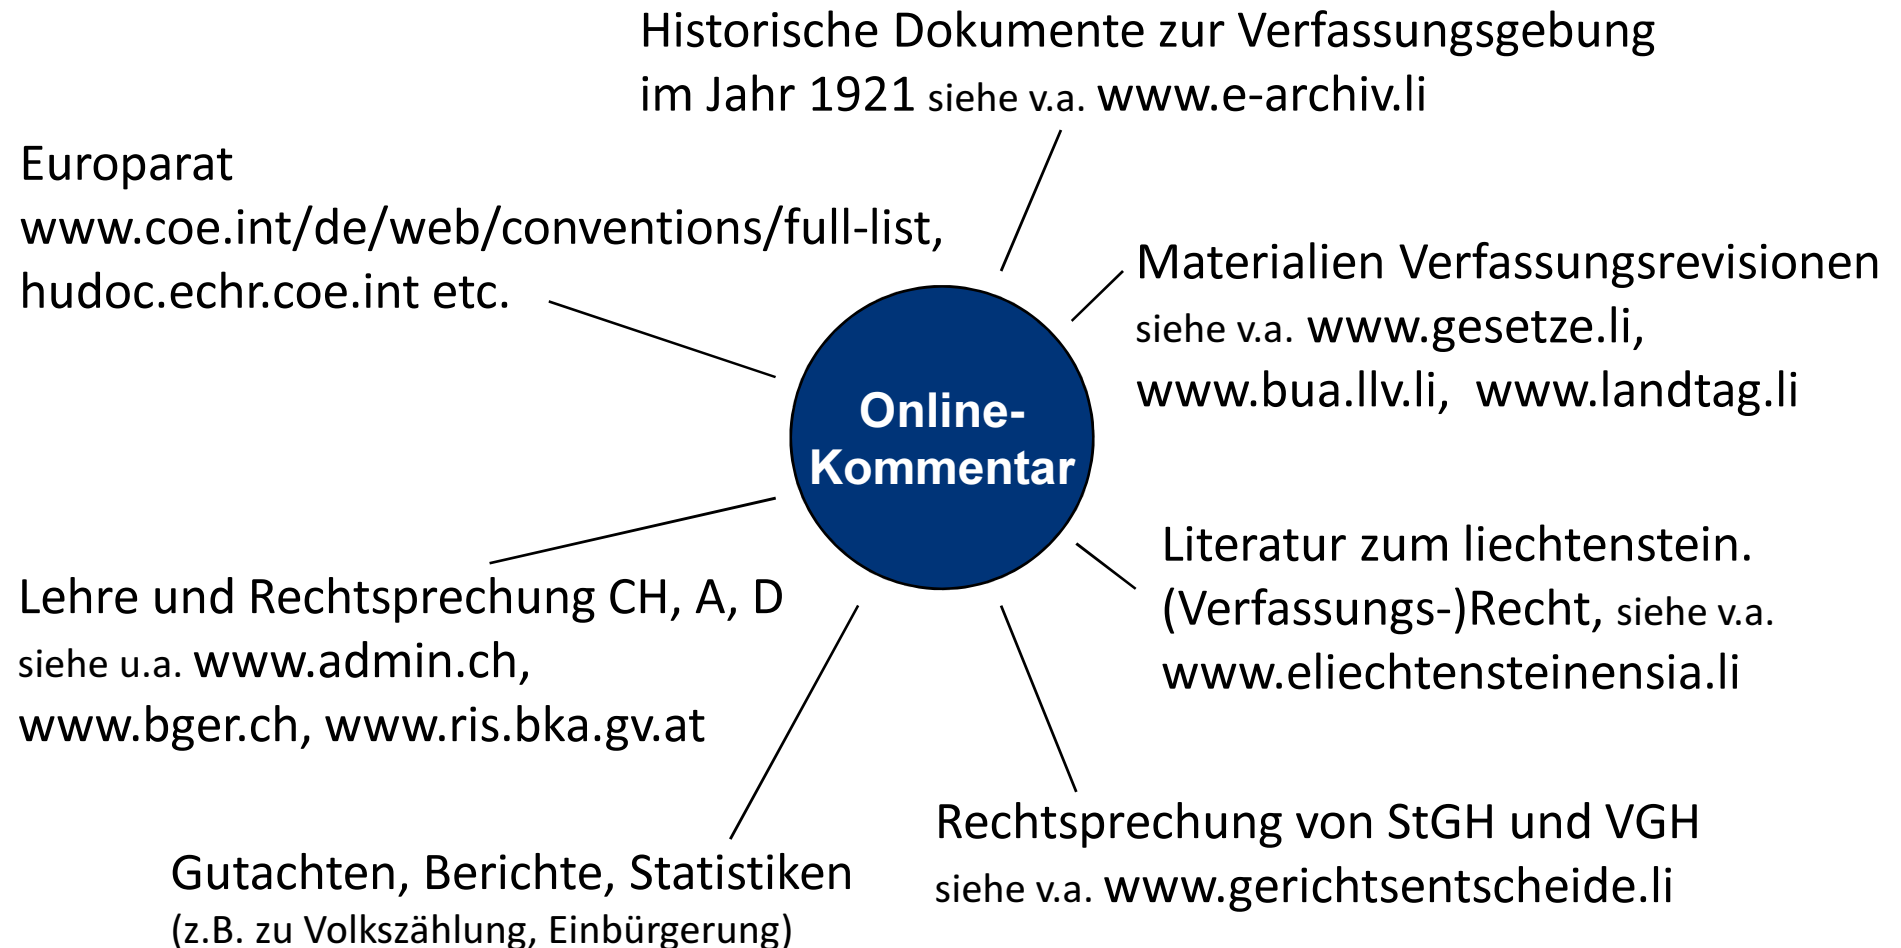 Historische Dokumente zur Verfassungsgebung
im Jahr 1921 siehe v.a. www.e-archiv.li
Europarat
www.coe.int/de/web/conventions/full-list,
hudoc.echr.coe.int etc.
Materialien Verfassungsrevisionen
siehe v.a. www.gesetze.li,
www.bua.llv.li, www.landtag.li
Online-
Kommentar
Literatur zum liechtenstein.
(Verfassungs-)Recht, siehe v.a.
www.eliechtensteinensia.li
Lehre und Rechtsprechung CH, A, D
siehe u.a. www.admin.ch,
www.bger.ch, www.ris.bka.gv.at
Rechtsprechung von StGH und VGH
siehe v.a. www.gerichtsentscheide.li
Gutachten, Berichte, Statistiken
(z.B. zu Volkszählung, Einbürgerung)